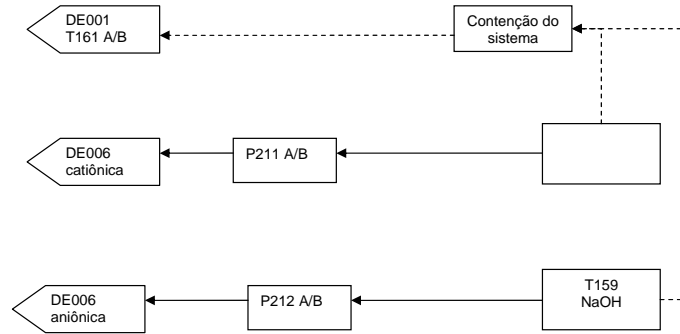 DE001
T161 A/B
Contenção do
sistema
DE006
catiônica
P211 A/B
DE006
aniônica
P212 A/B
T159
NaOH